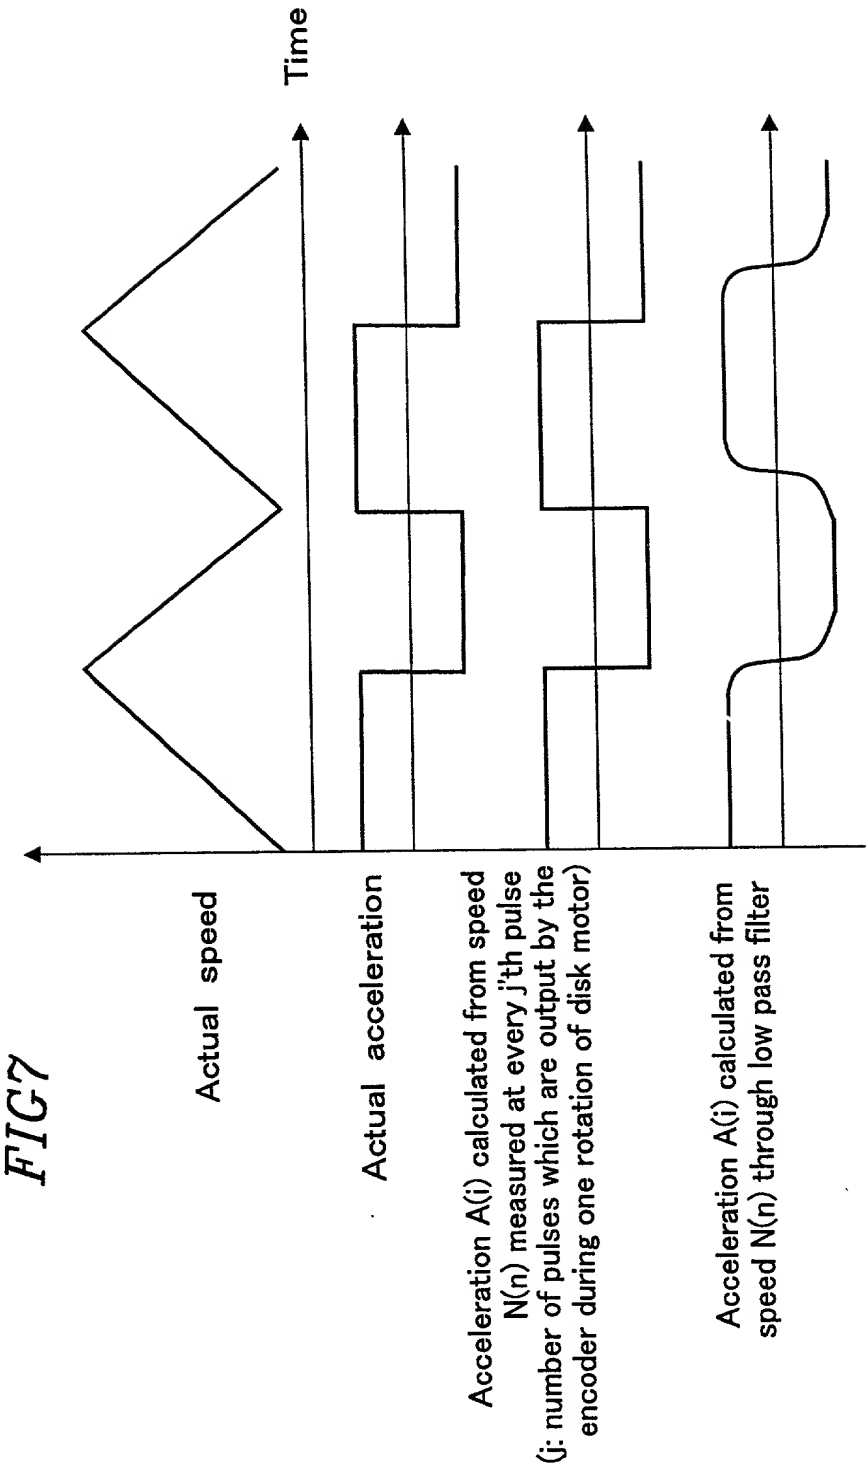 FIG7
Actual speed
Time
Actual acceleration
Acceleration A(i) calculated from speed
N(n) measured at every j'th pulse
(j: number of pulses which are output by the
encoder during one rotation of disk motor)
Acceleration A(i) calculated from
speed N(n) through low pass filter